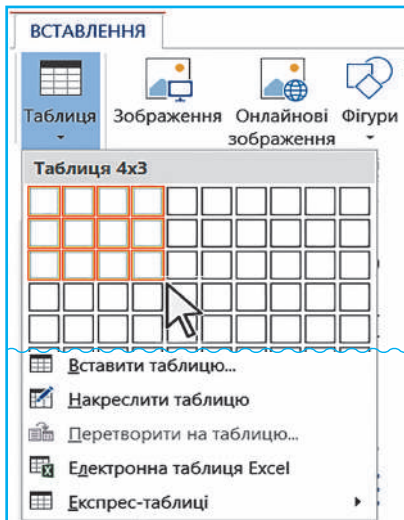 ВСТАВЛЕННЯ
Таблиця Зображення Онлайнові зображення Фігури
Таблиця 4x3
Вставити таблицю...
Накреслити таблицю
Перетворити на таблицю...
Електронна таблиця Excel
Експрес-таблиці